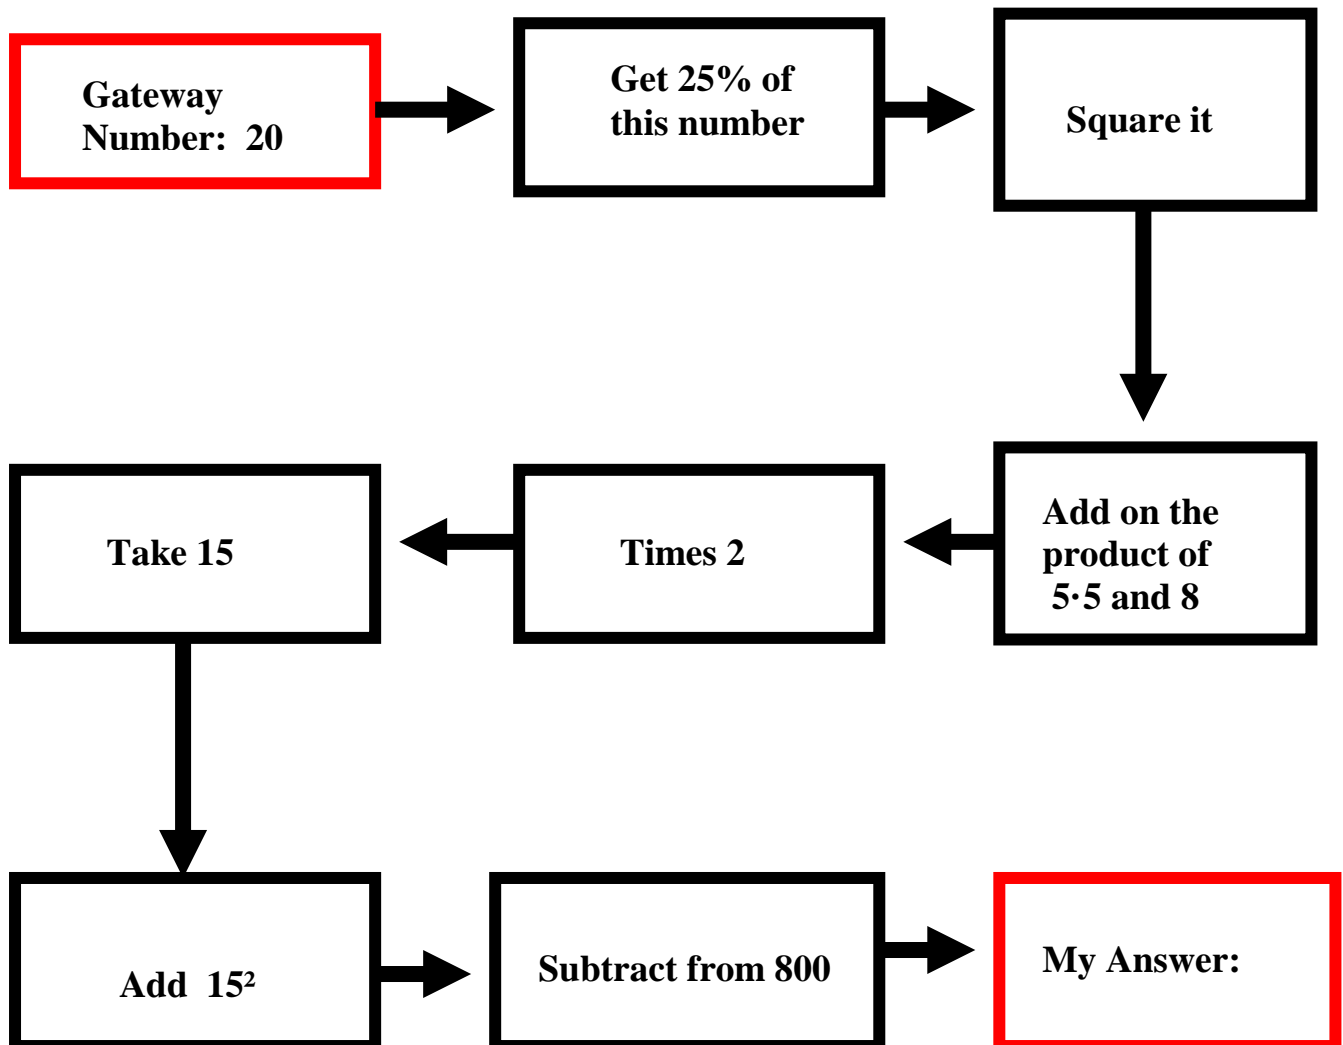 Gateway
Number: 20
Get 25% of
this number
Square it
Add on the
product of
5·5 and 8
Times 2
Take 15
Add 15²
Subtract from 800
My Answer: